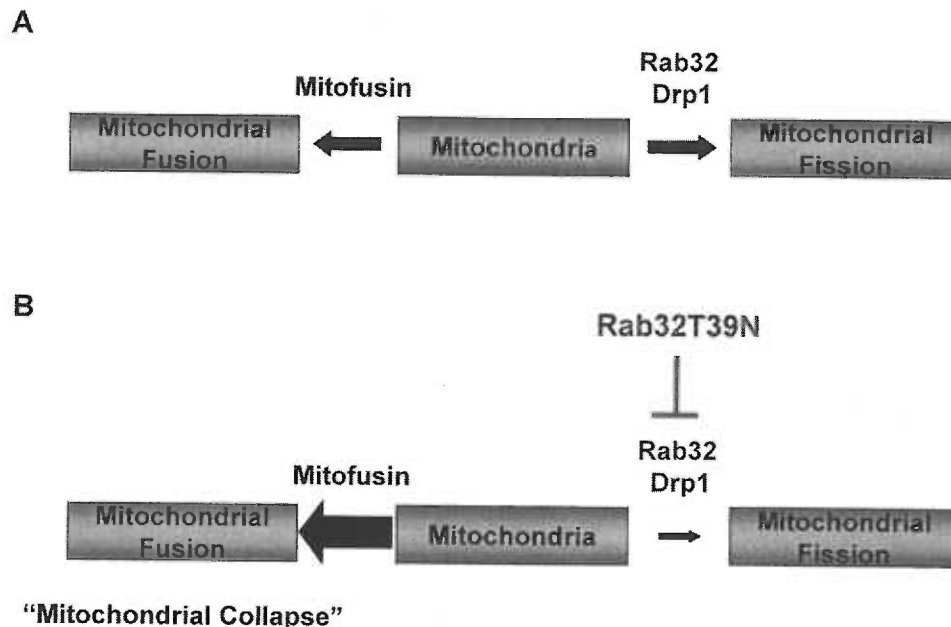 A
Mitofusin
Rab32
Drp1
Mitochondrial
Fusion
Mitochondria
Mitochondrial
Fission
B
Rab32T39N
Rab32
Drp1
Mitofusin
Mitochondrial
Fusion
Mitochondria
Mitochondrial
Fission
“Mitochondrial Collapse”